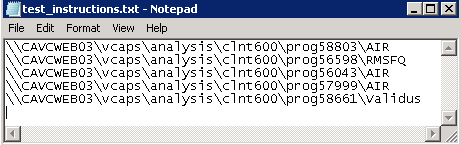 test_instructions.txt - Notepad
File Edit Format View Help
\\CAVCWEB03\vcaps\analysis\clnt600\prog58803\AIR
\\CAVCWEB03\vcaps\analysis\clnt600\prog56598\RMSFQ
\\CAVCWEB03\vcaps\analysis\clnt600\prog56043\AIR
\\CAVCWEB03\vcaps\analysis\clnt600\prog57999\AIR
\\CAVCWEB03\vcaps\analysis\clnt600\prog58661\Validus